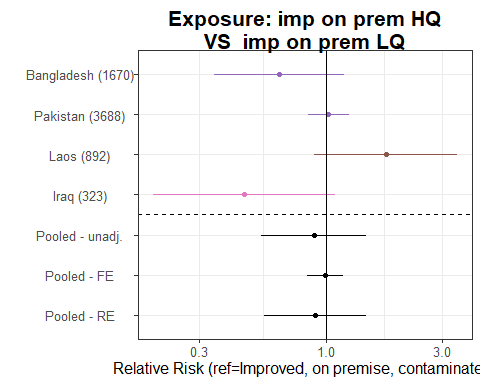 Exposure: imp on prem HQ
VS imp on prem LQ
Bangladesh (1670)
Pakistan (3688)
Laos (892)
Iraq (323)
Pooled - unadj.
Pooled - FE
Pooled - RE
0.3 1.0 3.0
Relative Risk (ref=Improved, on premise, contaminate